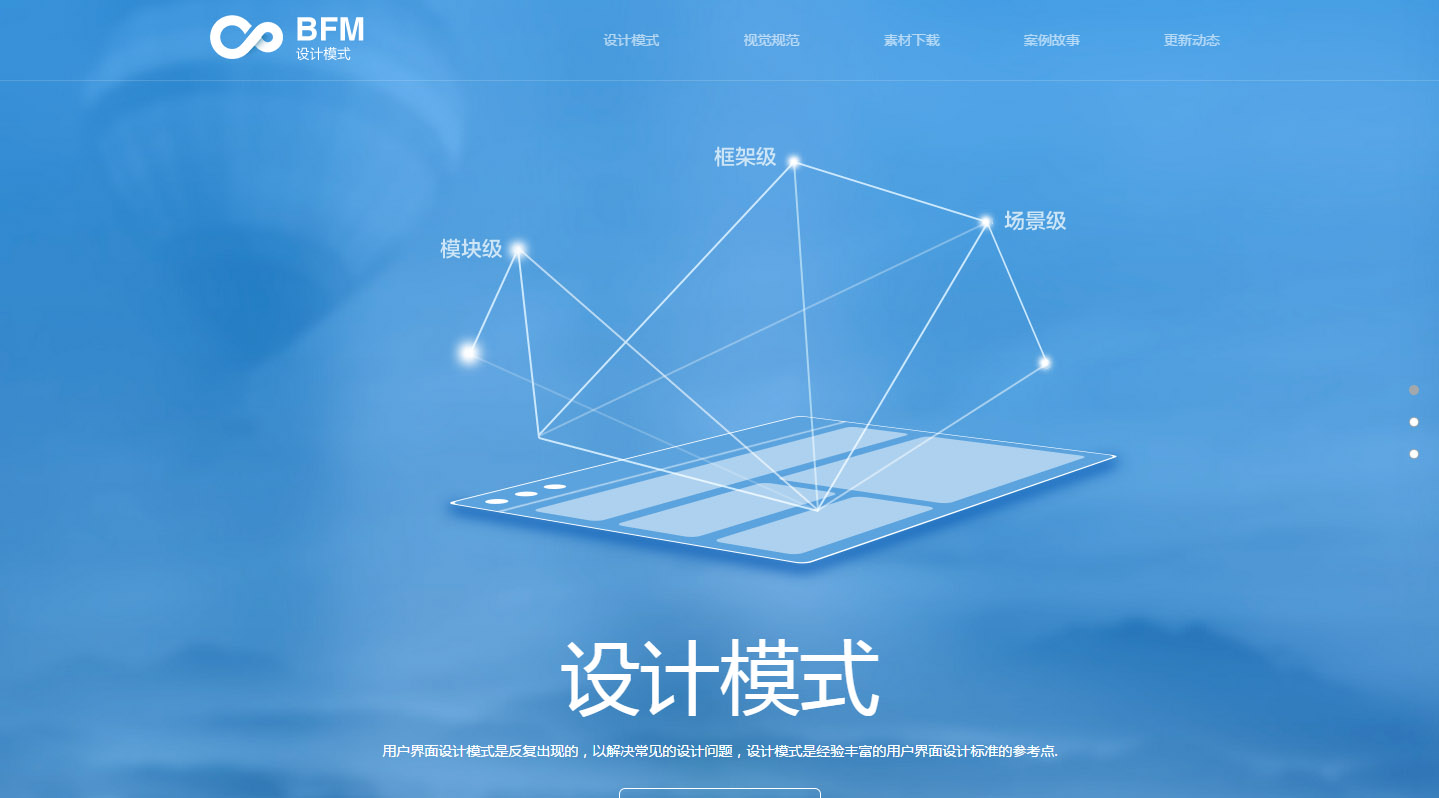 BFM
设计模式
设计模式 视觉规范 素材下载 案例故事 更新动态
框架级
场景级
模块级
设计模式
用户界面设计模式是反复出现的，以解决常见的设计问题，设计模式是经验丰富的用户界面设计标准的参考点.